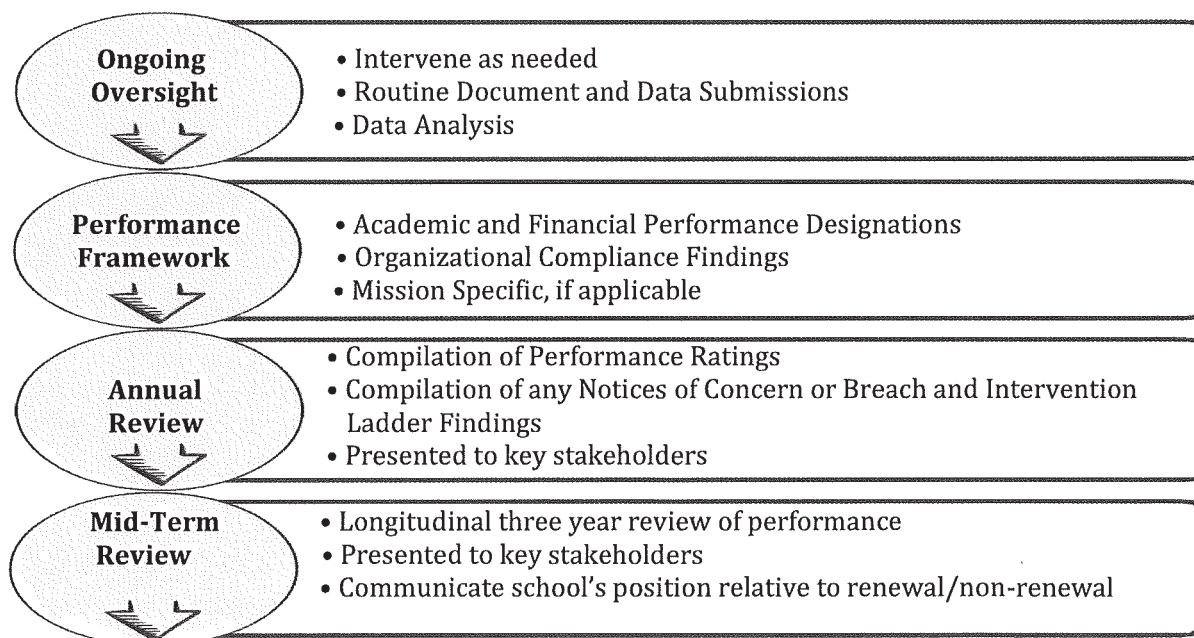 Ongoing
Oversight
• Intervene as needed
• Routine Document and Data Submissions
• Data Analysis
Performance
Framework
• Academic and Financial Performance Designations
• Organizational Compliance Findings
• Mission Specific, if applicable
Annual
Review
• Compilation of Performance Ratings
• Compilation of any Notices of Concern or Breach and Intervention
Ladder Findings
• Presented to key stakeholders
Mid-Term
Review
• Longitudinal three year review of performance
• Presented to key stakeholders
• Communicate school's position relative to renewal/non-renewal